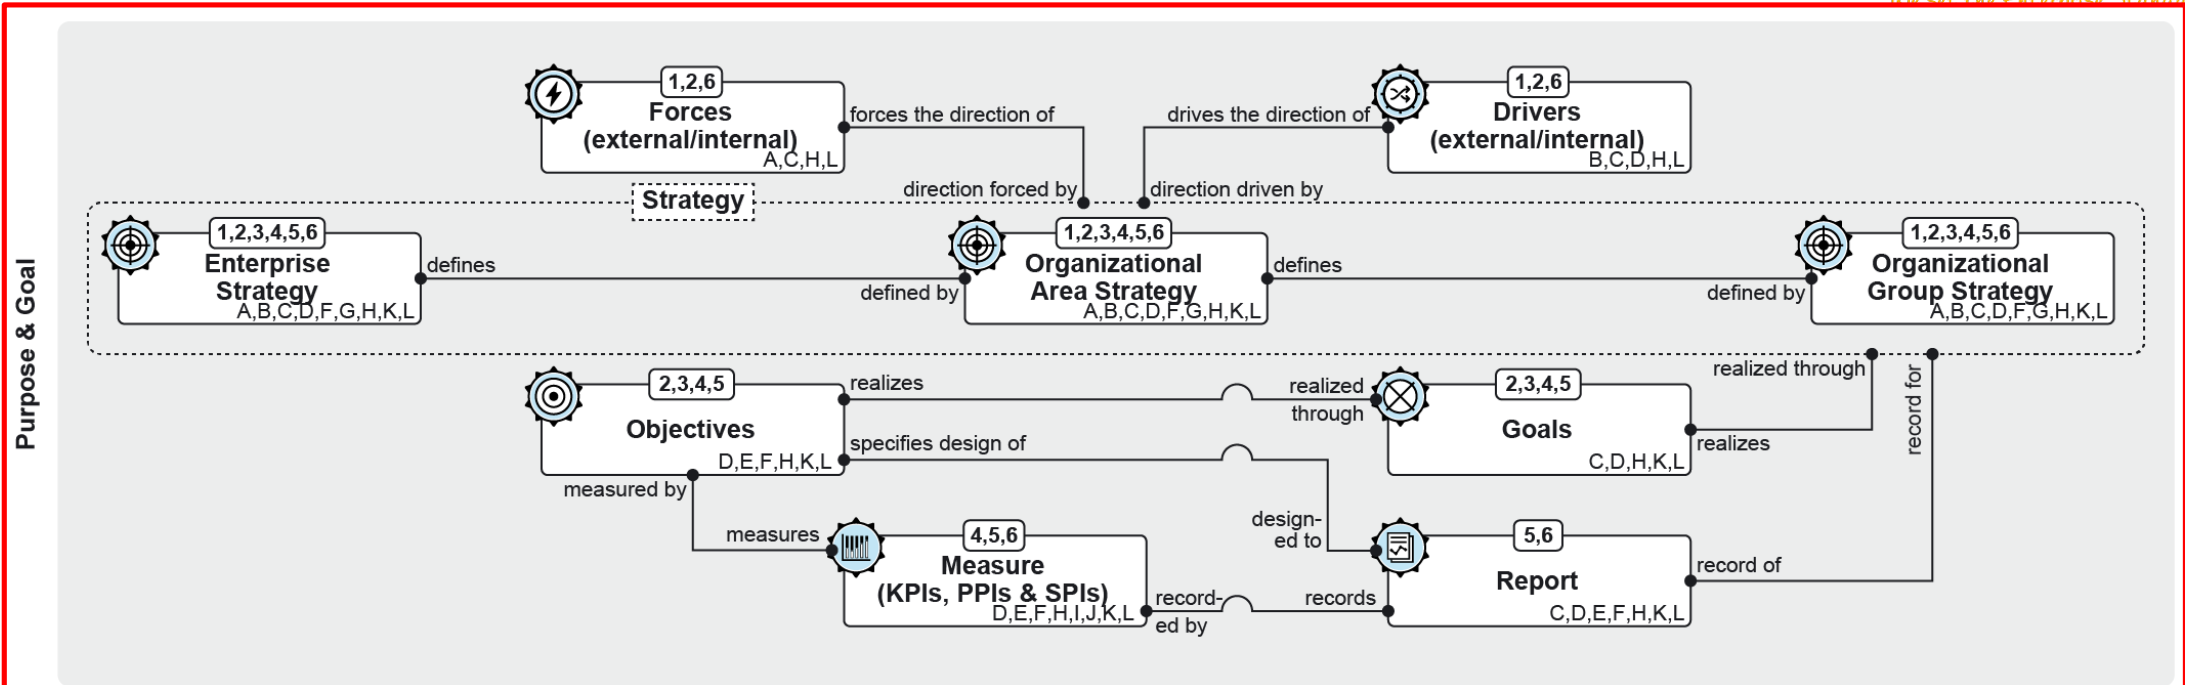 Purpose & Goal
1,2,6
Forces
(external/internal)
A,C,H,L
forces the direction of
direction forced by
drives the direction of
direction driven by
1,2,6
Drivers
(external/internal)
B,C,D,H,L
Strategy
1,2,3,4,5,6
Enterprise
Strategy
A,B,C,D,F,G,H,K,L
defines
defined by
1,2,3,4,5,6
Organizational
Area Strategy
A,B,C,D,F,G,H,K,L
defines
defined by
1,2,3,4,5,6
Organizational
Group Strategy
A,B,C,D,F,G,H,K,L
2,3,4,5
Objectives
D,E,F,H,K,L
realizes
realized
through
specifies design of
design-
ed to
measured by
measures
2,3,4,5
Goals
C,D,H,K,L
realizes
realized through
record for
4,5,6
Measure
(KPIs, PPIs & SPIs)
D,E,F,H,I,J,K,L
record-
ed by
records
5,6
Report
C,D,E,F,H,K,L
record of